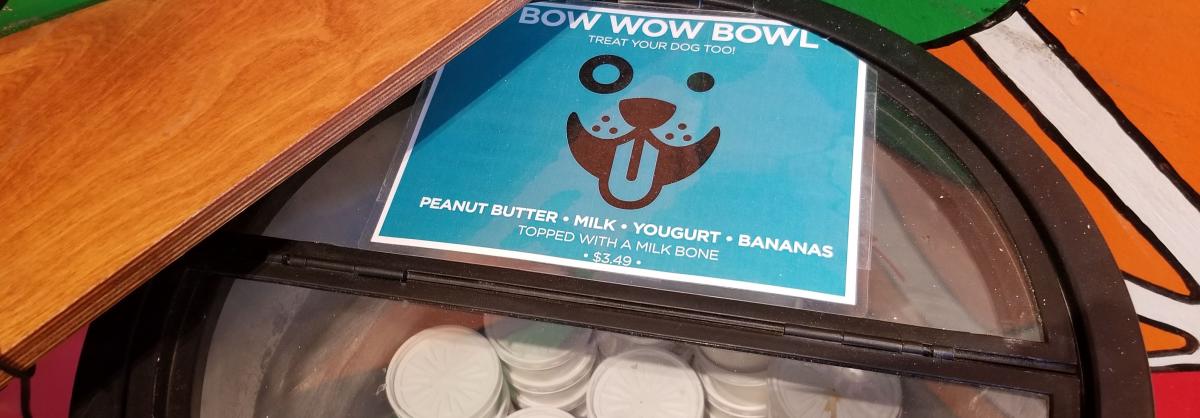 BOW WOW BOWL
TREAT YOUR DOG TOO!
PEANUT BUTTER • MILK • YOUGURT • BANANAS
TOPPED WITH A MILK BONE
• $3.49 •